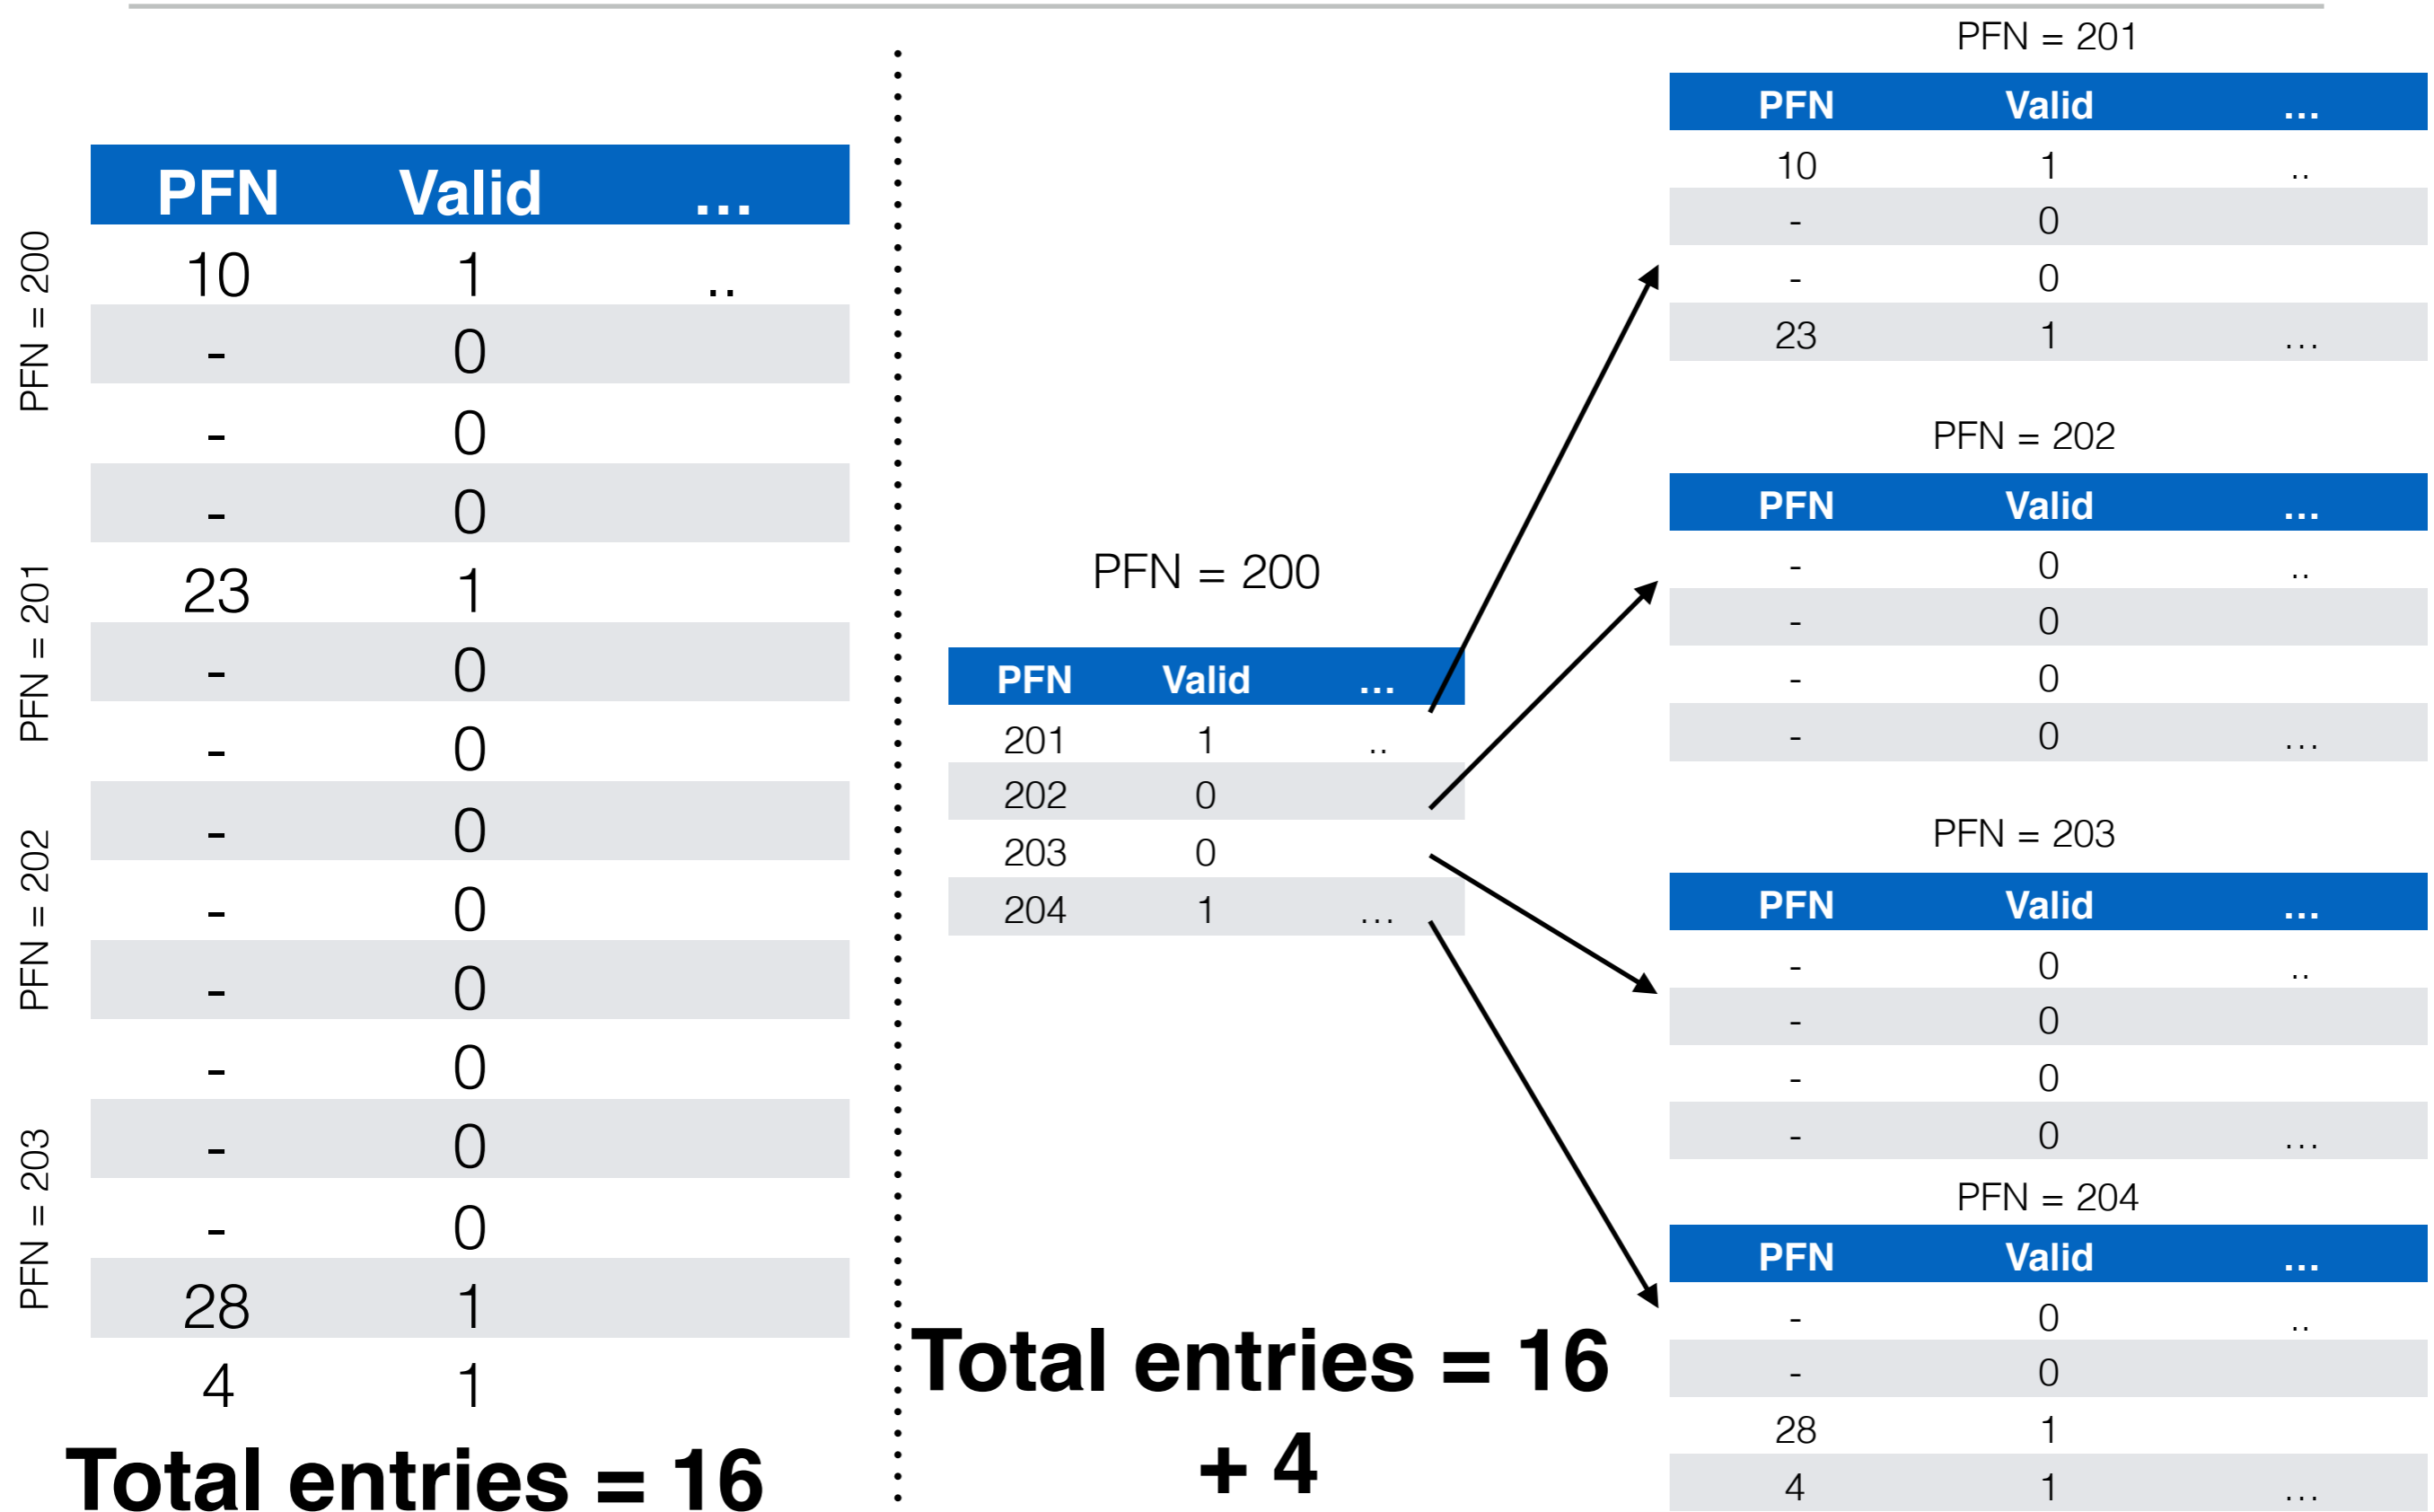 PFN Valid ...
PFN = 200
10 1 ..
- 0
- 0
- 0
PFN = 201
23 1
- 0
- 0
- 0
PFN = 202
- 0
- 0
- 0
- 0
PFN = 203
- 0
28 1
4 1
Total entries = 16
PFN = 200
PFN Valid ...
201 1 ..
202 0
203 0
204 1 ...
Total entries = 16
+ 4
PFN = 201
PFN Valid ...
10 1 ..
- 0
- 0
23 1 ...
PFN = 202
PFN Valid ...
- 0 ..
- 0
- 0
- 0 ...
PFN = 203
PFN Valid ...
- 0 ..
- 0
- 0
- 0 ...
PFN = 204
PFN Valid ...
- 0 ..
- 0
28 1
4 1 ...